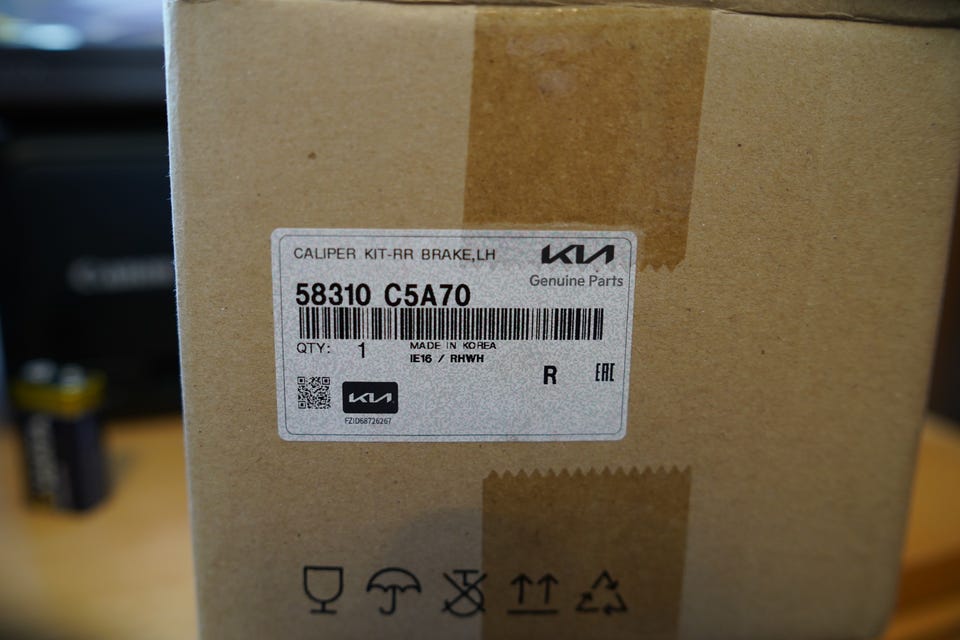 CALIPER KIT-RR BRAKE,LH
KIA
Genuine Parts
58310 C5A70
QTY: 1
MADE IN KOREA
IE16 / RHWH
R
EAC
KIA
FZID68726267
Canon